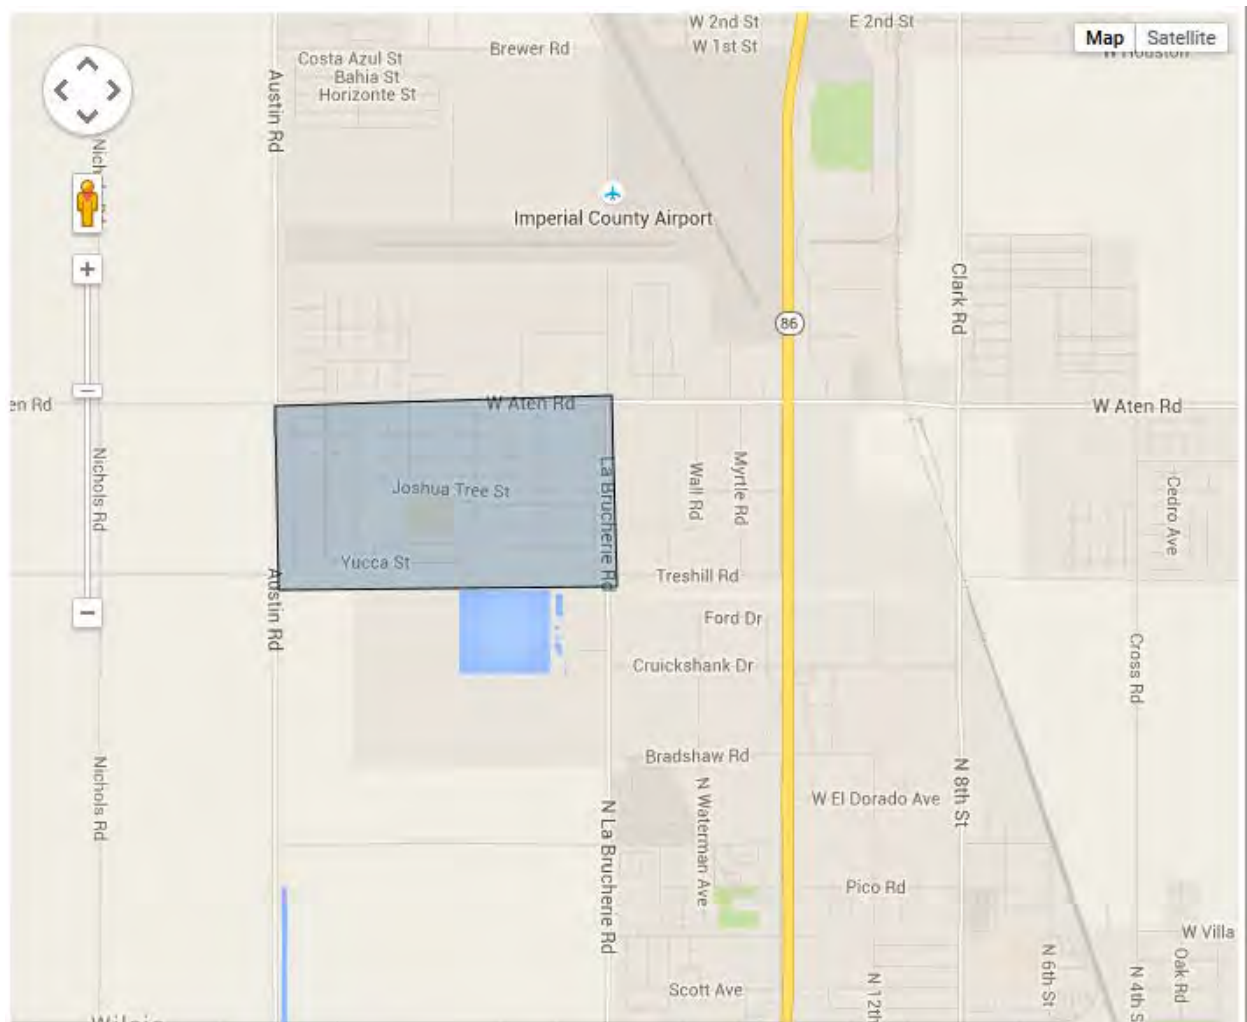 W 2nd St
E 2nd St
Map
Satellite
W 1st St
Brewer Rd
W Houston
Costa Azul St
Bahia St
Horizonte St
Austin Rd
Imperial County Airport
Clark Rd
86
en Rd
W Aten Rd
W Aten Rd
Nichols Rd
Joshua Tree St
La Brucherie Rd
Wall Rd
Myrtle Rd
Cedro Ave
Yucca St
Treshill Rd
Austin Rd
Ford Dr
Cruickshank Dr
Cross Rd
Nichols Rd
Bradshaw Rd
N Waterman Ave
W El Dorado Ave
N 8th St
N La Brucherie Rd
Pico Rd
W Villa
Scott Ave
N 12th
N 6th St
N 4th S
Oak Rd